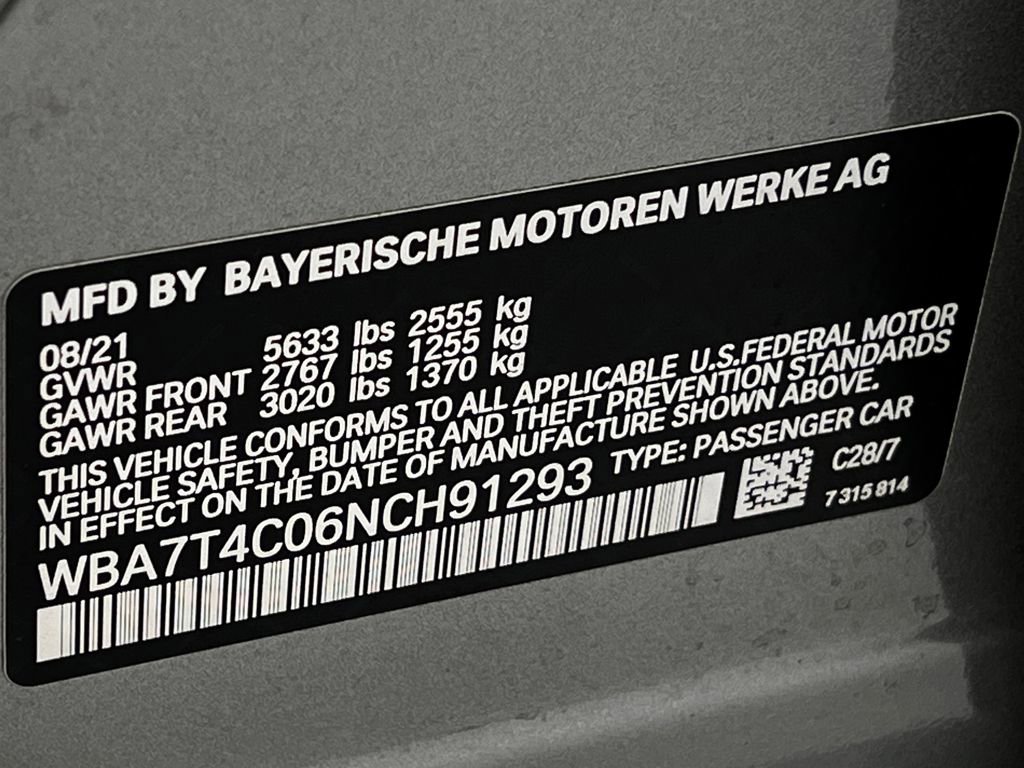 MFD BY BAYERISCHE MOTOREN WERKE AG
08/21
GVWR 5633 lbs 2555 kg
GAWR FRONT 2767 lbs 1255 kg
GAWR REAR 3020 lbs 1370 kg
THIS VEHICLE CONFORMS TO ALL APPLICABLE U.S.FEDERAL MOTOR
VEHICLE SAFETY, BUMPER AND THEFT PREVENTION STANDARDS
IN EFFECT ON THE DATE OF MANUFACTURE SHOWN ABOVE.
WBA7T4C06NCH91293 TYPE: PASSENGER CAR
C28/7
7 315 814